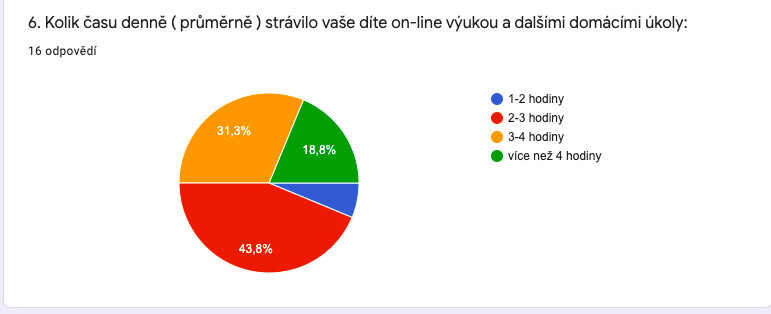 6. Kolik času denně ( průměrně ) strávilo vaše díte on-line výukou a dalšími domácími úkoly:
16 odpovědí
1-2 hodiny
2-3 hodiny
3-4 hodiny
více než 4 hodiny
31,3%
18,8%
43,8%